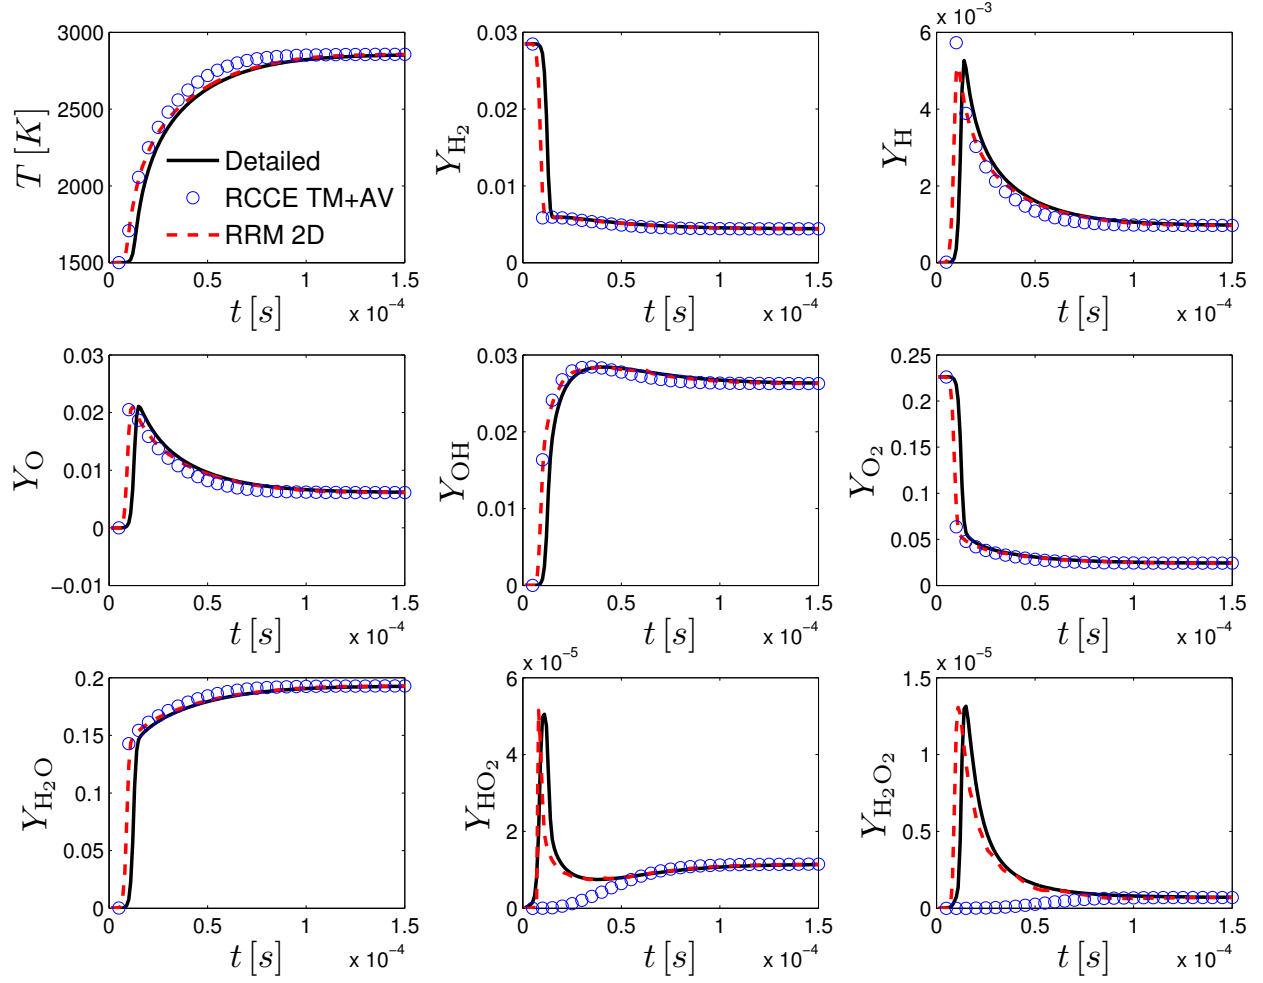 T [K]
3000
2500
2000
1500
Detailed
RCCE TM+AV
RRM 2D
0 0.5 1 1.5
t [s] x 10⁻⁴
Y_H₂
0.03
0.02
0.01
0
0 0.5 1 1.5
t [s] x 10⁻⁴
x 10⁻³
Y_H
6
4
2
0
0 0.5 1 1.5
t [s] x 10⁻⁴
Y_O
0.03
0.02
0.01
0
−0.01
0 0.5 1 1.5
t [s] x 10⁻⁴
Y_OH
0.03
0.02
0.01
0
0 0.5 1 1.5
t [s] x 10⁻⁴
Y_O₂
0.25
0.2
0.15
0.1
0.05
0
0 0.5 1 1.5
t [s] x 10⁻⁴
Y_H₂O
0.2
0.15
0.1
0.05
0
0 0.5 1 1.5
t [s] x 10⁻⁴
x 10⁻⁵
Y_HO₂
6
4
2
0
0 0.5 1 1.5
t [s] x 10⁻⁴
x 10⁻⁵
Y_H₂O₂
1.5
1
0.5
0
0 0.5 1 1.5
t [s] x 10⁻⁴